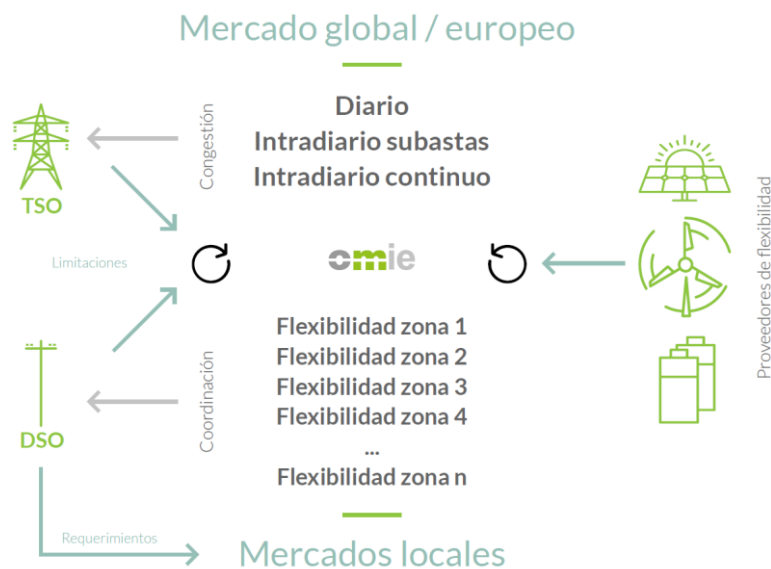 Mercado global / europeo
Diario
Intradiario subastas
Intradiario continuo
Congestión
TSO
Limitaciones
omie
Proveedores de flexibilidad
Flexibilidad zona 1
Flexibilidad zona 2
Flexibilidad zona 3
Flexibilidad zona 4
...
Flexibilidad zona n
Coordinación
DSO
Requerimientos
Mercados locales